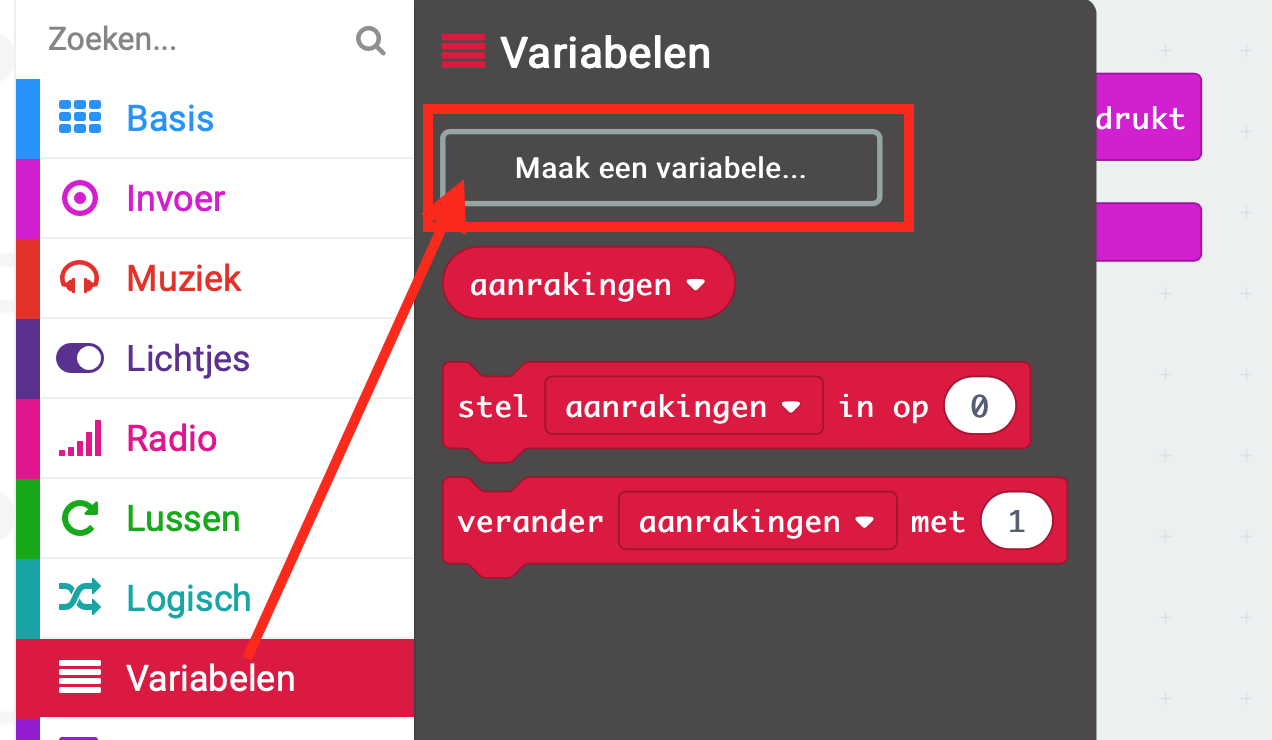 Zoeken...
Basis
Invoer
Muziek
Lichtjes
Radio
Lussen
Logisch
Variabelen
Variabelen
Maak een variabele...
aanrakingen
stel aanrakingen in op 0
verander aanrakingen met 1
drukt